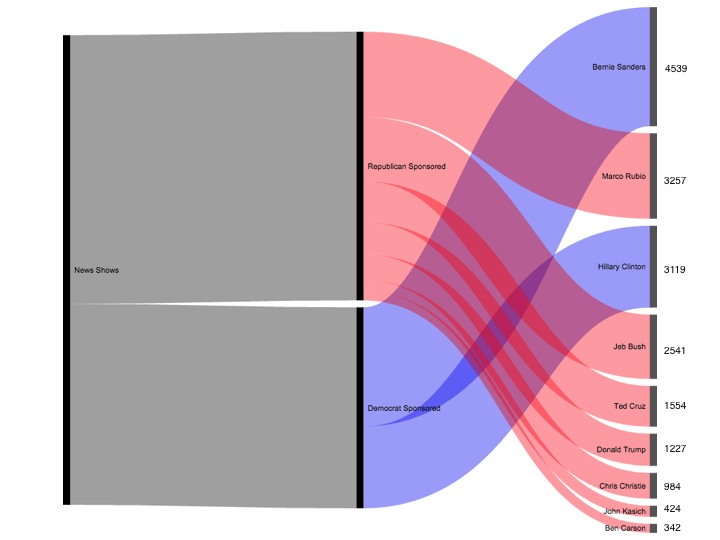 Bernie Sanders 4539
Republican Sponsored
Marco Rubio 3257
News Shows
Hillary Clinton 3119
Jeb Bush 2541
Democrat Sponsored
Ted Cruz 1554
Donald Trump 1227
Chris Christie 984
John Kasich 424
Ben Carson 342